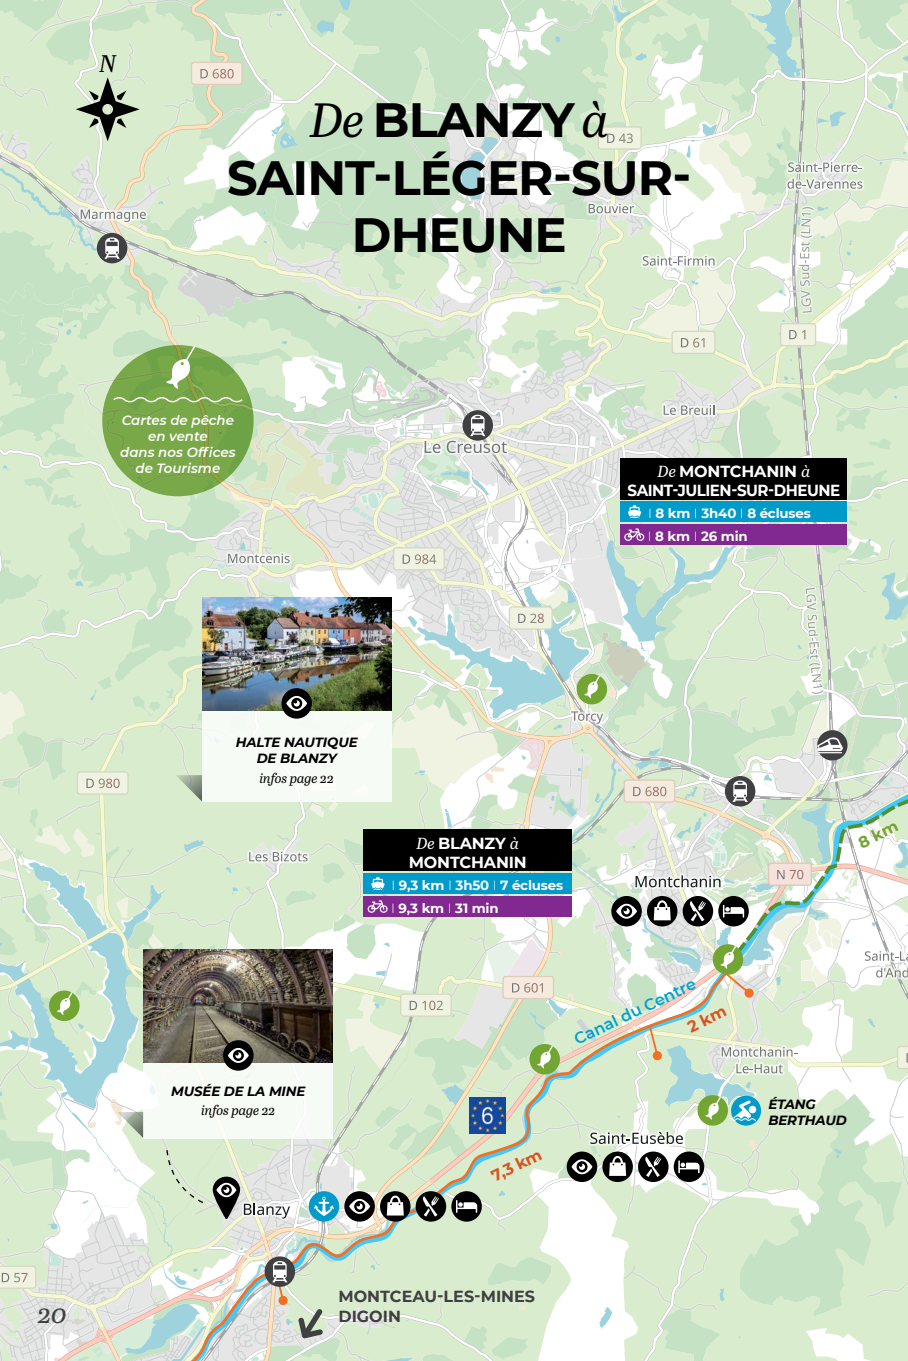 N
D 680
De BLANZY à
SAINT-LÉGER-SUR-
DHEUNE
D 43
Saint-Pierre-
de-Varennes
Bouvier
Marmagne
LGV Sud-Est (LN1)
Saint-Firmin
D 1
D 61
Cartes de pêche
en vente
dans nos Offices
de Tourisme
Le Breuil
Le Creusot
De MONTCHANIN à
SAINT-JULIEN-SUR-DHEUNE
8 km | 3h40 | 8 écluses
8 km | 26 min
Montcenis
D 984
D 28
LGV Sud-Est (LN1)
Torcy
HALTE NAUTIQUE
DE BLANZY
infos page 22
D 980
D 680
8 km
De BLANZY à
MONTCHANIN
9,3 km | 3h50 | 7 écluses
9,3 km | 31 min
Les Bizots
N 70
Montchanin
Saint-La
d'And
D 601
D 102
Canal du Centre
2 km
Montchanin-
Le-Haut
MUSÉE DE LA MINE
infos page 22
6
ÉTANG
BERTHAUD
Saint-Eusèbe
7,3 km
Blanzy
D 57
MONTCEAU-LES-MINES
DIGOIN
20